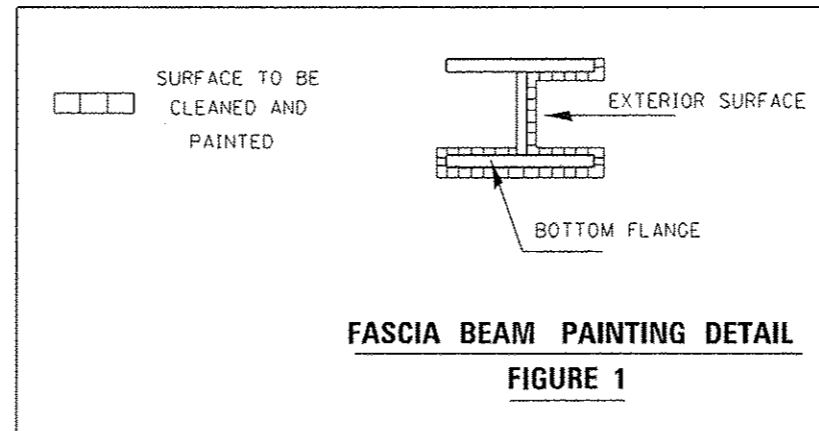 SURFACE TO BE
CLEANED AND
PAINTED
EXTERIOR SURFACE
BOTTOM FLANGE
FASCIA BEAM PAINTING DETAIL
FIGURE 1